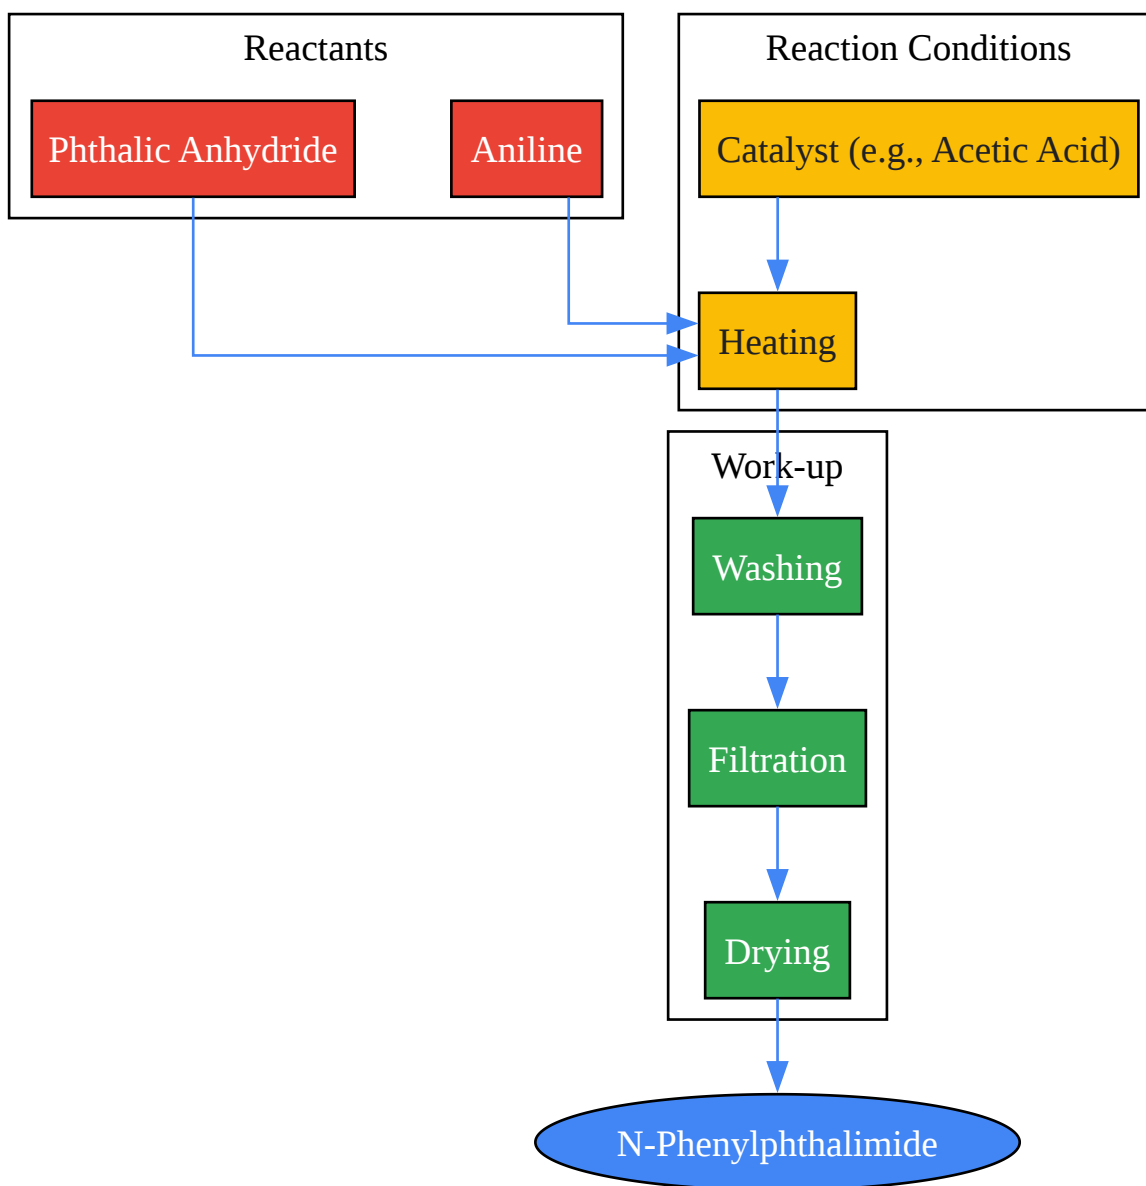 Reactants
Phthalic Anhydride
Aniline
Reaction Conditions
Catalyst (e.g., Acetic Acid)
Heating
Work-up
Washing
Filtration
Drying
N-Phenylphthalimide